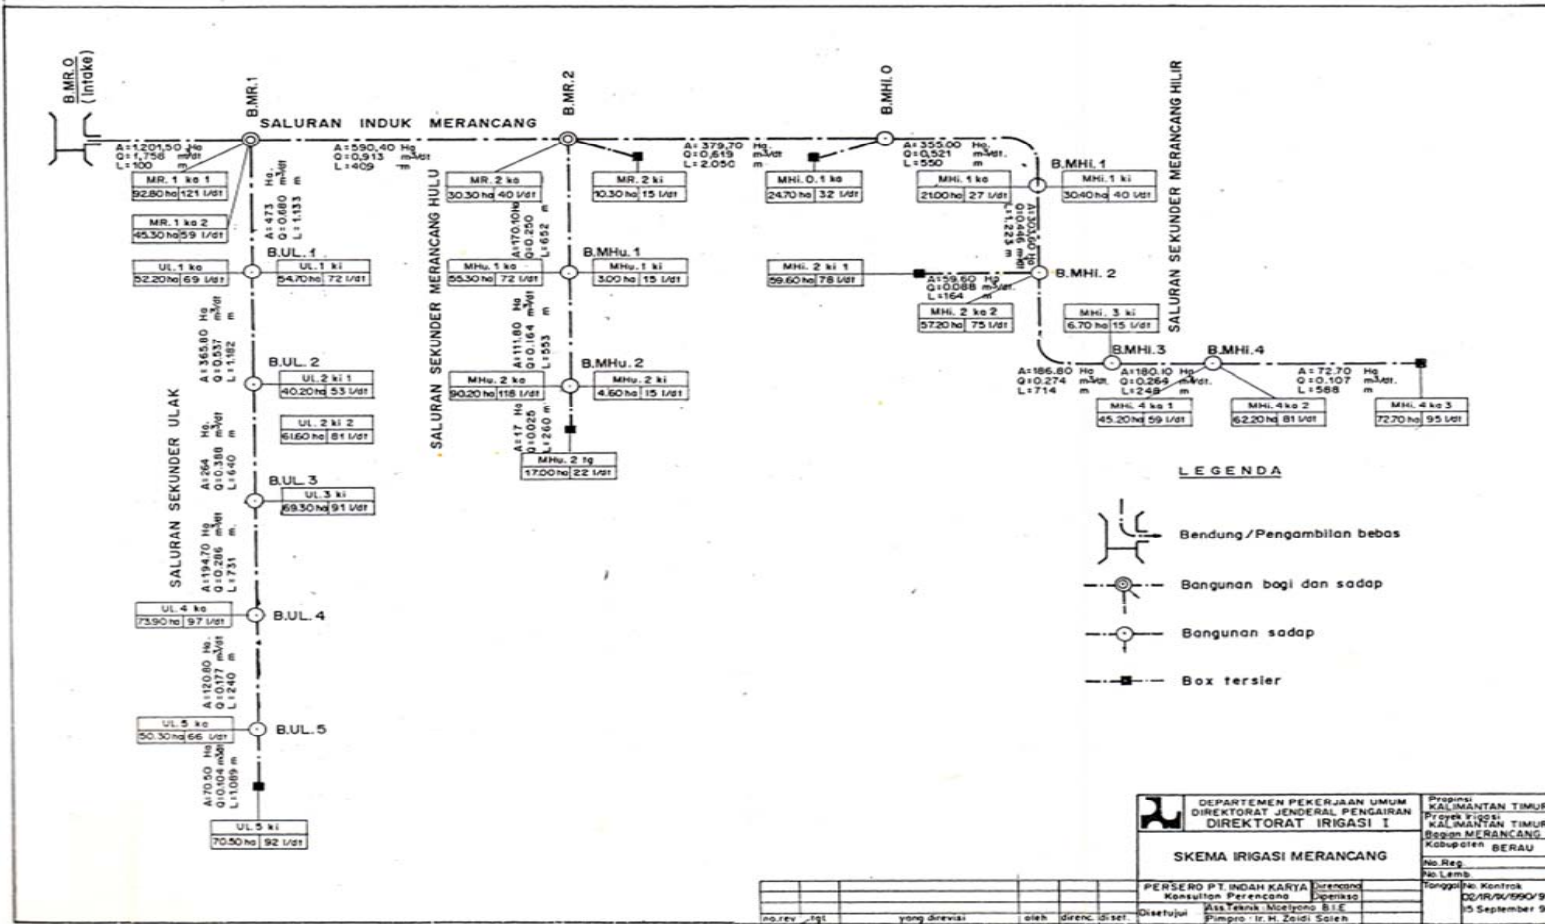 B.MR.0
(Intake)
B.MR.1
B.MR.2
B.MHI.0
SALURAN INDUK MERANCANG
A=1.201,50 Ha
Q=1,756 m³/dt
L=100 m
A=590,40 Ha
Q=0,913 m³/dt
L=409 m
A=379,70 Ha.
Q=0,619 m³/dt
L=2.050 m
A=355.00 Ha.
Q=0,521 m³/dt.
L=550 m
MR. 1 ka 1
92.80 ha 121 l/dt
MR. 1 ka 2
45.30 ha 59 l/dt
MR. 2 ka
30.30 ha 40 l/dt
MR. 2 ki
10.30 ha 15 l/dt
MHi. 0.1 ka
24.70 ha 32 l/dt
MHi. 1 ka
21.00 ha 27 l/dt
B.MHi.1
MHi. 1 ki
30.40 ha 40 l/dt
SALURAN SEKUNDER MERANCANG HILIR
A=473 Ha.
Q=0.680 m³/dt
L=1.133 m
B.UL.1
UL. 1 ka
52.20 ha 69 l/dt
UL. 1 ki
54.70 ha 72 l/dt
A=365.80 Ha
Q=0.537 m³/dt
L=1.182 m
B.UL.2
UL. 2 ki 1
40.20 ha 53 l/dt
UL. 2 ki 2
61.60 ha 81 l/dt
SALURAN SEKUNDER ULAK
A=264 Ha.
Q=0.388 m³/dt
L=640 m
B.UL.3
UL. 3 ki
69.30 ha 91 l/dt
A=194.70 Ha
Q=0.286 m³/dt
L=731 m.
UL. 4 ka
73.90 ha 97 l/dt
B.UL.4
A=120.80 Ha.
Q=0.177 m³/dt
L=240 m
UL. 5 ka
50.30 ha 66 l/dt
B.UL.5
A=70.50 Ha
Q=0.104 m³/dt
L=1.089 m
UL. 5 ki
70.50 ha 92 l/dt
SALURAN SEKUNDER MERANCANG HULU
A=170.10 Ha
Q=0.250 m³/dt
L=652 m
B.MHu.1
MHu. 1 ka
55.30 ha 72 l/dt
MHu. 1 ki
3.00 ha 15 l/dt
A=111.80 Ha
Q=0.164 m³/dt
L=553 m
B.MHu.2
MHu. 2 ka
90.20 ha 118 l/dt
MHu. 2 ki
4.60 ha 15 l/dt
A=17 Ha
Q=0.025 m³/dt
L=260 m
MHu. 2 tg
17.00 ha 22 l/dt
A=303.60 Ha
Q=0.446 m³/dt
L=1.223 m
MHi. 2 ki 1
59.60 ha 78 l/dt
A=59.60 Ha
Q=0.088 m³/dt.
L=164 m
B.MHi. 2
MHi. 2 ka 2
57.20 ha 75 l/dt
MHi. 3 ki
6.70 ha 15 l/dt
B.MHi.3
B.MHi.4
A=186.80 Ha
Q=0.274 m³/dt.
L=714 m
A=180.10 Ha
Q=0.264 m³/dt.
L=248 m
A=72.70 Ha
Q=0.107 m³/dt.
L=588 m
MHi. 4 ka 1
45.20 ha 59 l/dt
MHi. 4 ka 2
62.20 ha 81 l/dt
MHi. 4 ka 3
72.70 ha 95 l/dt
LEGENDA
Bendung/Pengambilan bebas
Bangunan bagi dan sadap
Bangunan sadap
Box tersier
DEPARTEMEN PEKERJAAN UMUM
DIREKTORAT JENDERAL PENGAIRAN
DIREKTORAT IRIGASI I
SKEMA IRIGASI MERANCANG
Propinsi
KALIMANTAN TIMUR
Proyek irigasi
KALIMANTAN TIMUR
Bagian MERANCANG
Kabupaten BERAU
No. Reg.
No. Lemb.
PERSERO PT. INDAH KARYA
Konsultan Perencana
Direncana
Diperiksa
Disetujui
Ass. Teknik : Moelyono B.I.E
Pimpro : Ir. H. Zaidi Saleh
Tanggal
No. Kontrak
15 September
no.rev tgl yang direvisi oleh direnc. diset.